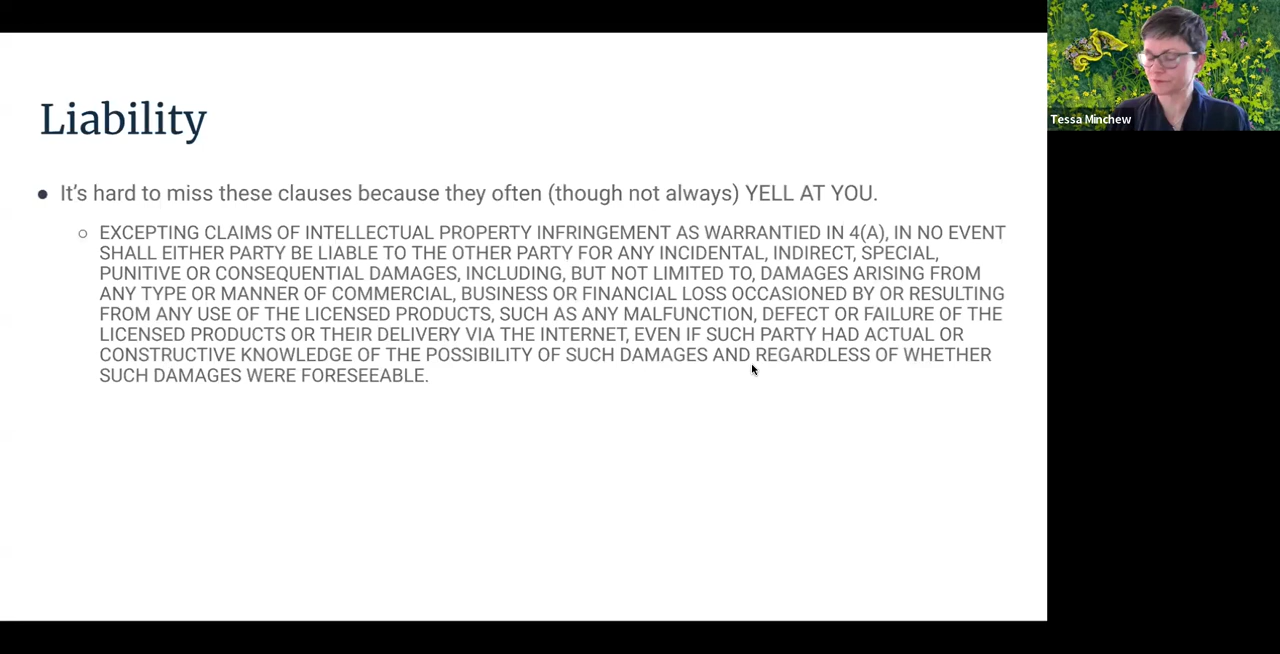 Liability
● It’s hard to miss these clauses because they often (though not always) YELL AT YOU.
○ EXCEPTING CLAIMS OF INTELLECTUAL PROPERTY INFRINGEMENT AS WARRANTIED IN 4(A), IN NO EVENT
SHALL EITHER PARTY BE LIABLE TO THE OTHER PARTY FOR ANY INCIDENTAL, INDIRECT, SPECIAL,
PUNITIVE OR CONSEQUENTIAL DAMAGES, INCLUDING, BUT NOT LIMITED TO, DAMAGES ARISING FROM
ANY TYPE OR MANNER OF COMMERCIAL, BUSINESS OR FINANCIAL LOSS OCCASIONED BY OR RESULTING
FROM ANY USE OF THE LICENSED PRODUCTS, SUCH AS ANY MALFUNCTION, DEFECT OR FAILURE OF THE
LICENSED PRODUCTS OR THEIR DELIVERY VIA THE INTERNET, EVEN IF SUCH PARTY HAD ACTUAL OR
CONSTRUCTIVE KNOWLEDGE OF THE POSSIBILITY OF SUCH DAMAGES AND REGARDLESS OF WHETHER
SUCH DAMAGES WERE FORESEEABLE.
Tessa Minchew